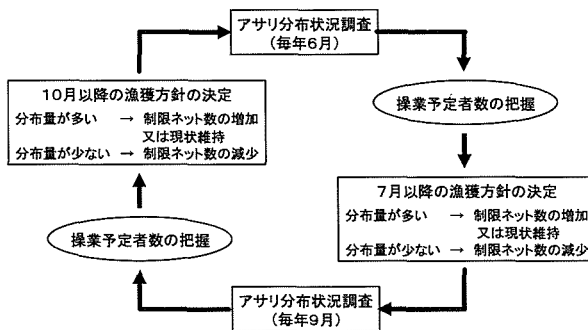 アサリ分布状況調査
(毎年6月)
操業予定者数の把握
7月以降の漁獲方針の決定
分布量が多い → 制限ネット数の増加
又は現状維持
分布量が少ない → 制限ネット数の減少
アサリ分布状況調査
(毎年9月)
操業予定者数の把握
10月以降の漁獲方針の決定
分布量が多い → 制限ネット数の増加
又は現状維持
分布量が少ない → 制限ネット数の減少